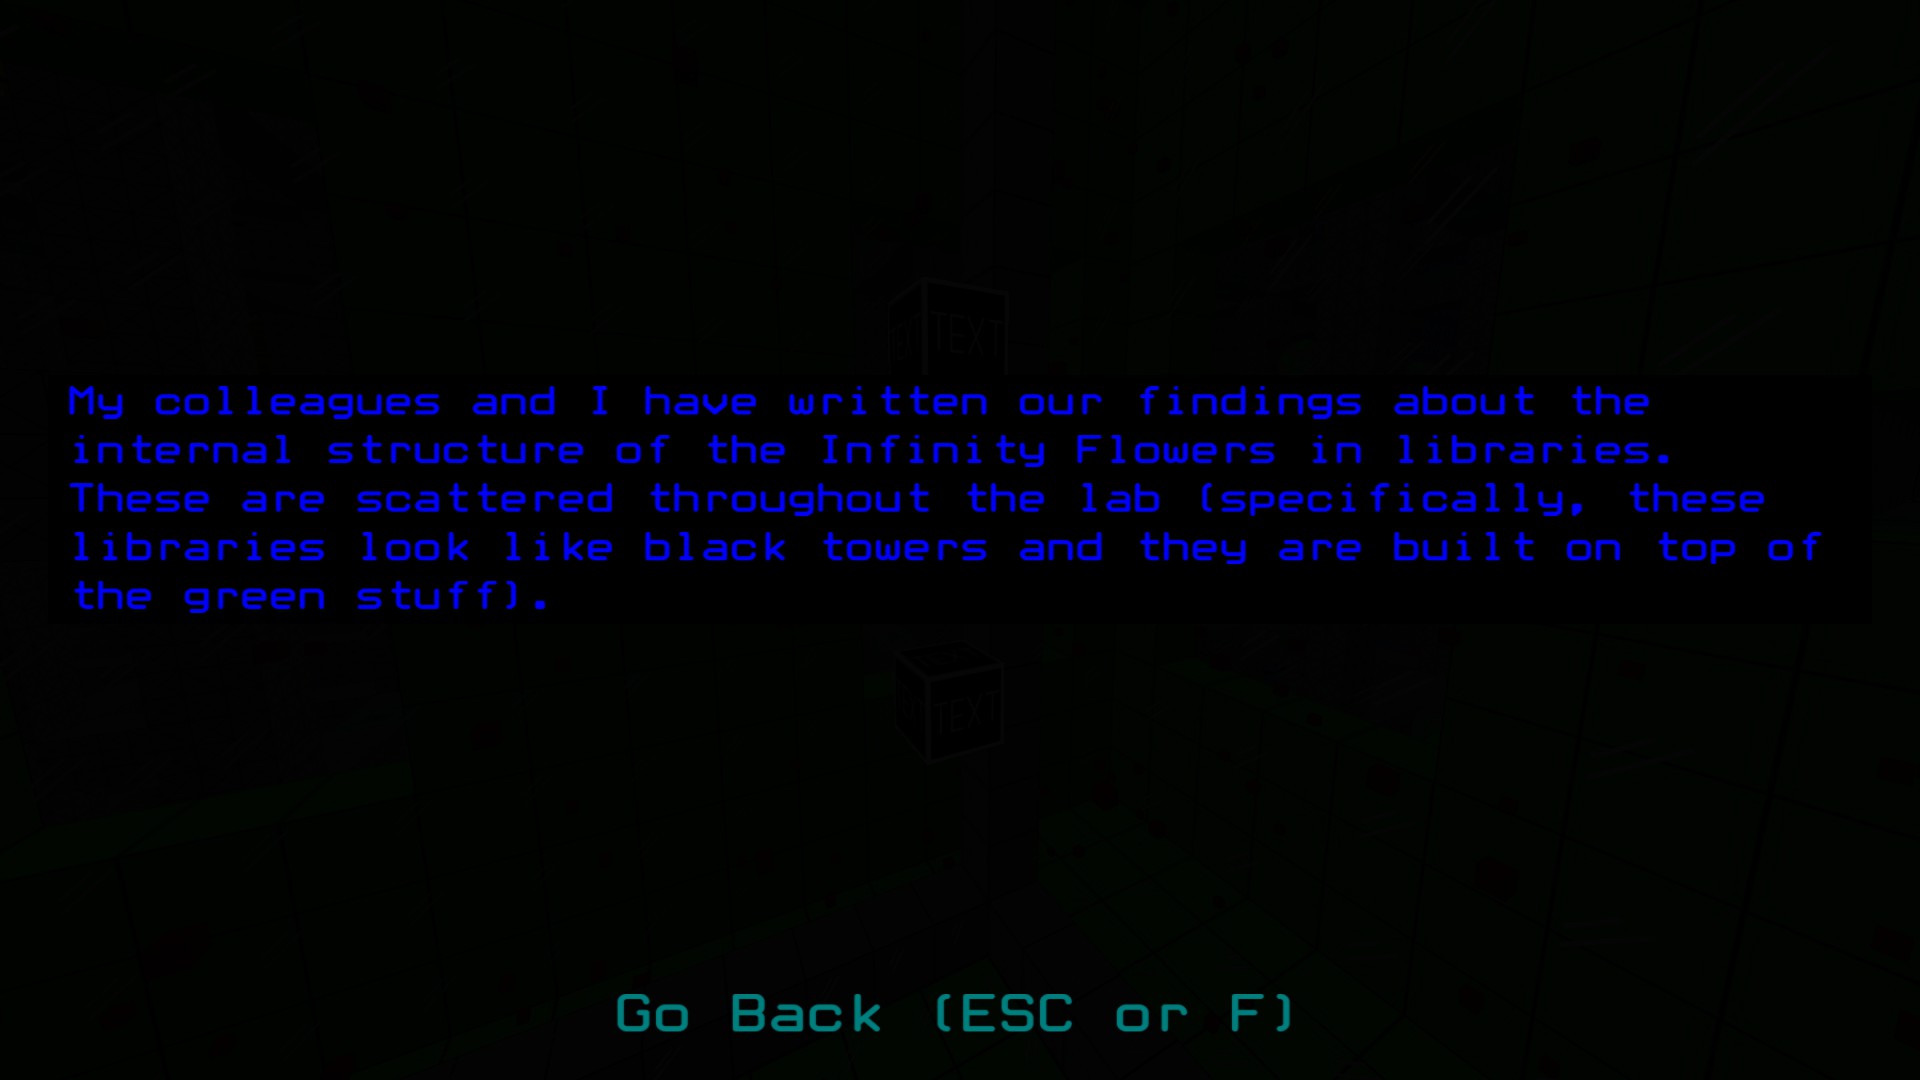 TEXT
My colleagues and I have written our findings about the
internal structure of the Infinity Flowers in libraries.
These are scattered throughout the lab (specifically, these
libraries look like black towers and they are built on top of
the green stuff).
TEXT
Go Back (ESC or F)